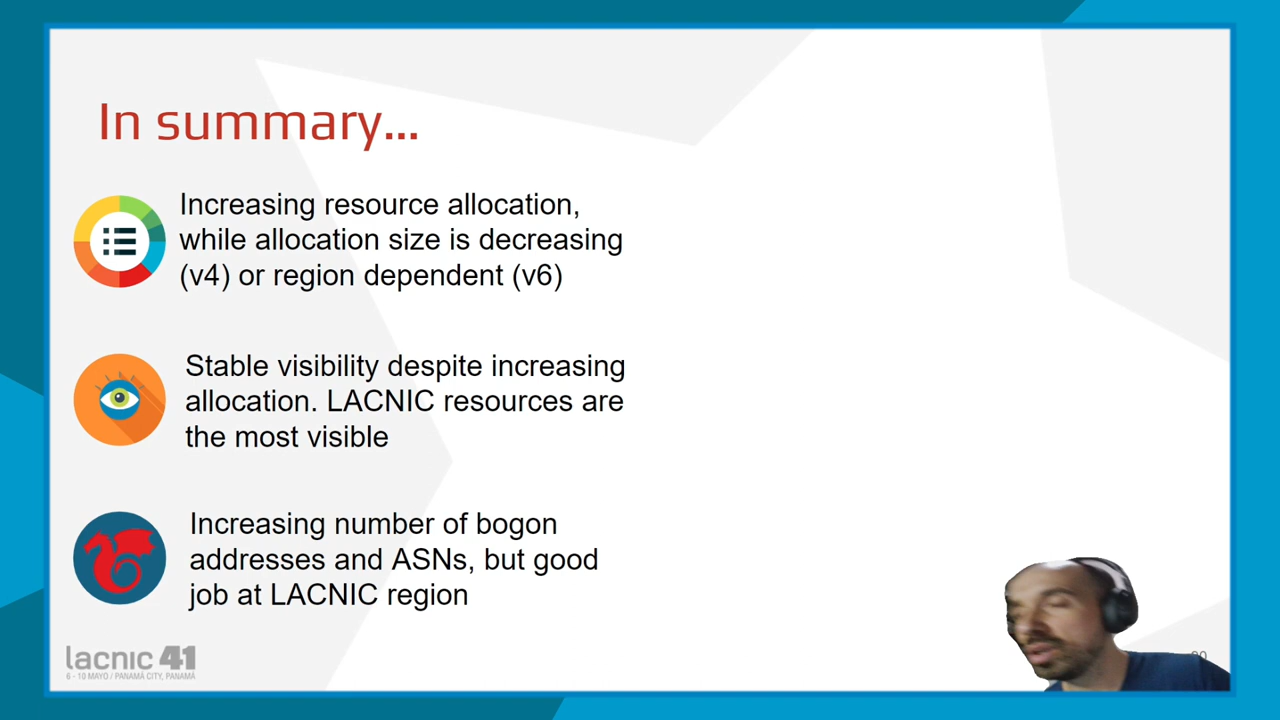 In summary...
Increasing resource allocation,
while allocation size is decreasing
(v4) or region dependent (v6)
Stable visibility despite increasing
allocation. LACNIC resources are
the most visible
Increasing number of bogon
addresses and ASNs, but good
job at LACNIC region
lacnic 41
6 - 10 MAYO / PANAMÁ CITY, PANAMÁ